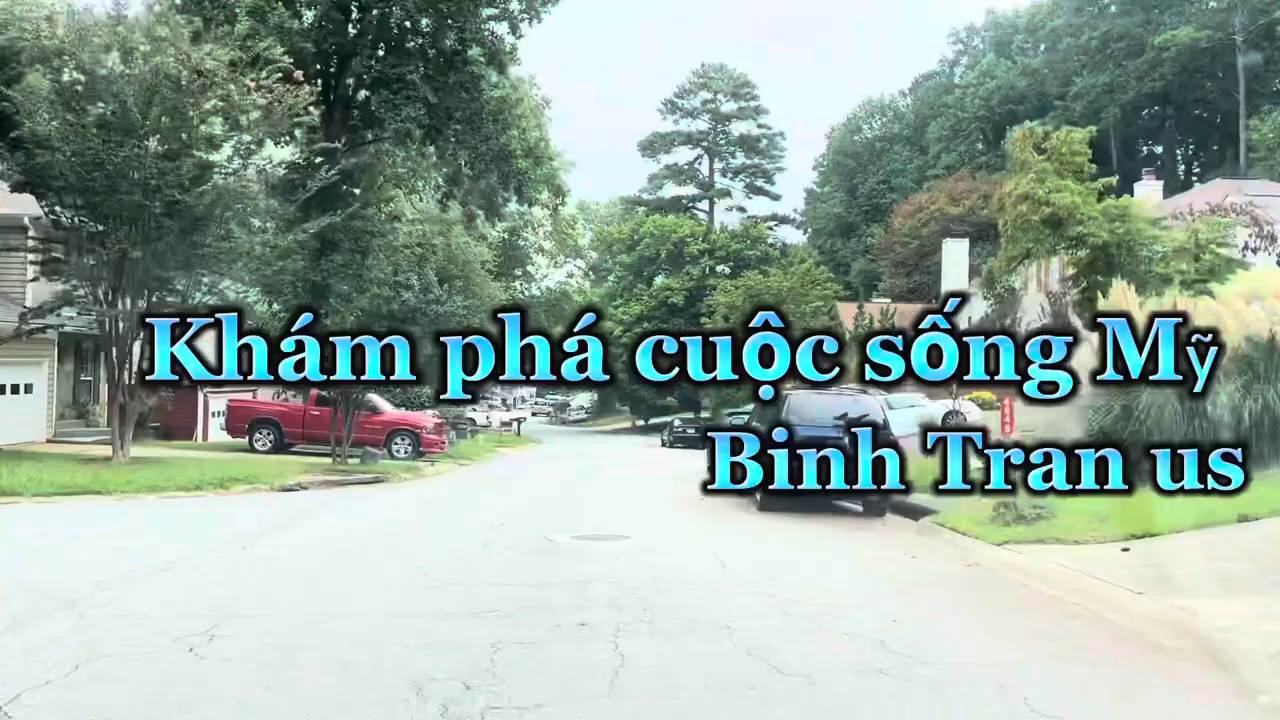 Khám phá cuộc sống Mỹ
Binh Tran us